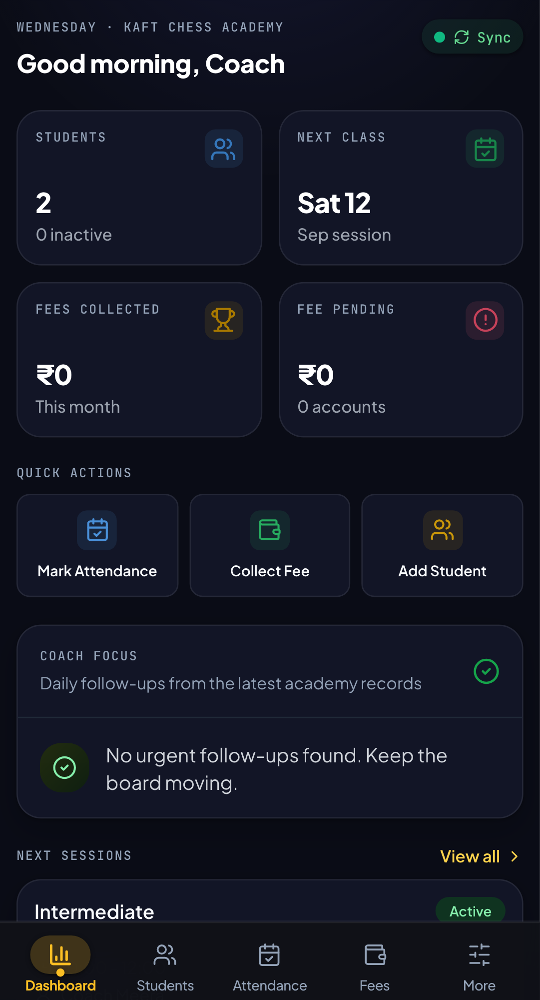 WEDNESDAY · KAFT CHESS ACADEMY
Sync
Good morning, Coach
STUDENTS
2
0 inactive
NEXT CLASS
Sat 12
Sep session
FEES COLLECTED
₹0
This month
FEE PENDING
₹0
0 accounts
QUICK ACTIONS
Mark Attendance
Collect Fee
Add Student
COACH FOCUS
Daily follow-ups from the latest academy records
No urgent follow-ups found. Keep the
board moving.
NEXT SESSIONS
View all
Intermediate
Active
Dashboard
Students
Attendance
Fees
More